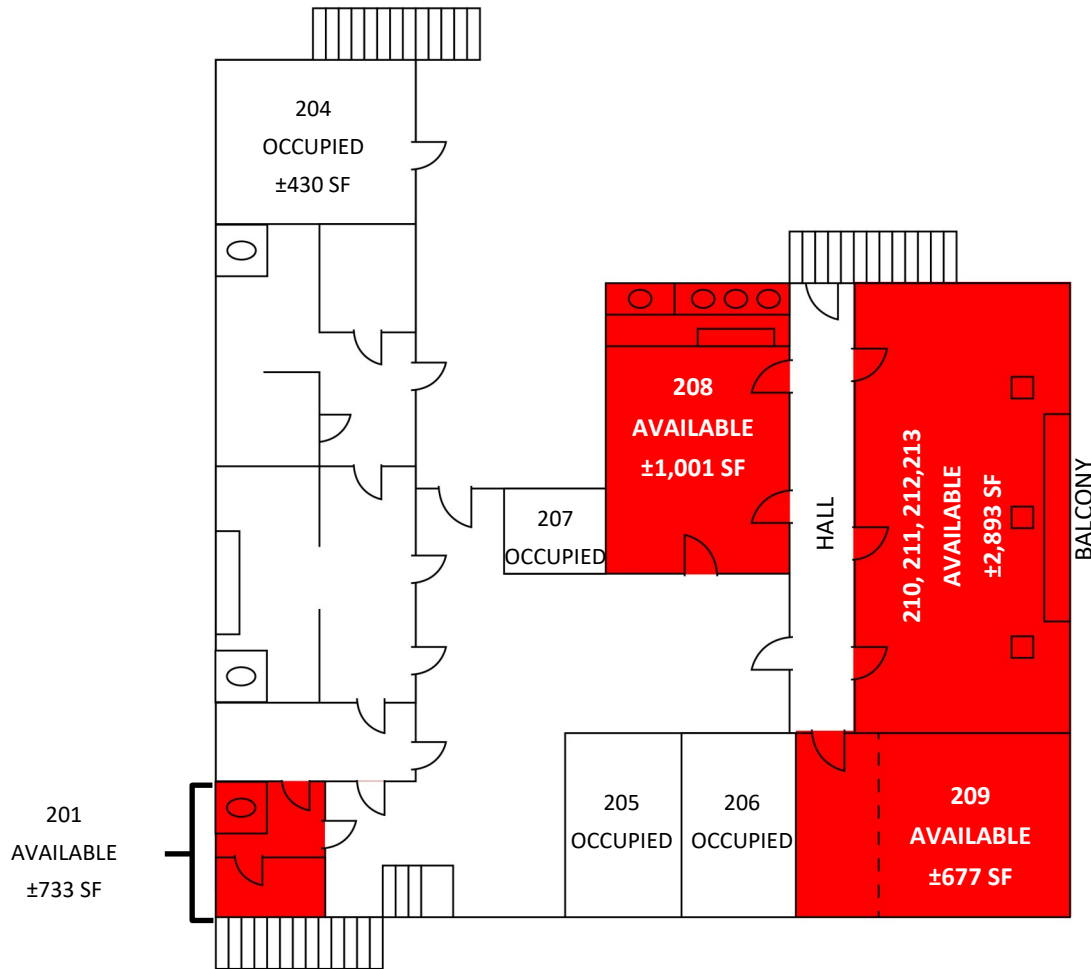 204
OCCUPIED
±430 SF
208
AVAILABLE
±1,001 SF
207
OCCUPIED
HALL
210, 211, 212,213
AVAILABLE
±2,893 SF
BALCONY
201
AVAILABLE
±733 SF
205
OCCUPIED
206
OCCUPIED
209
AVAILABLE
±677 SF